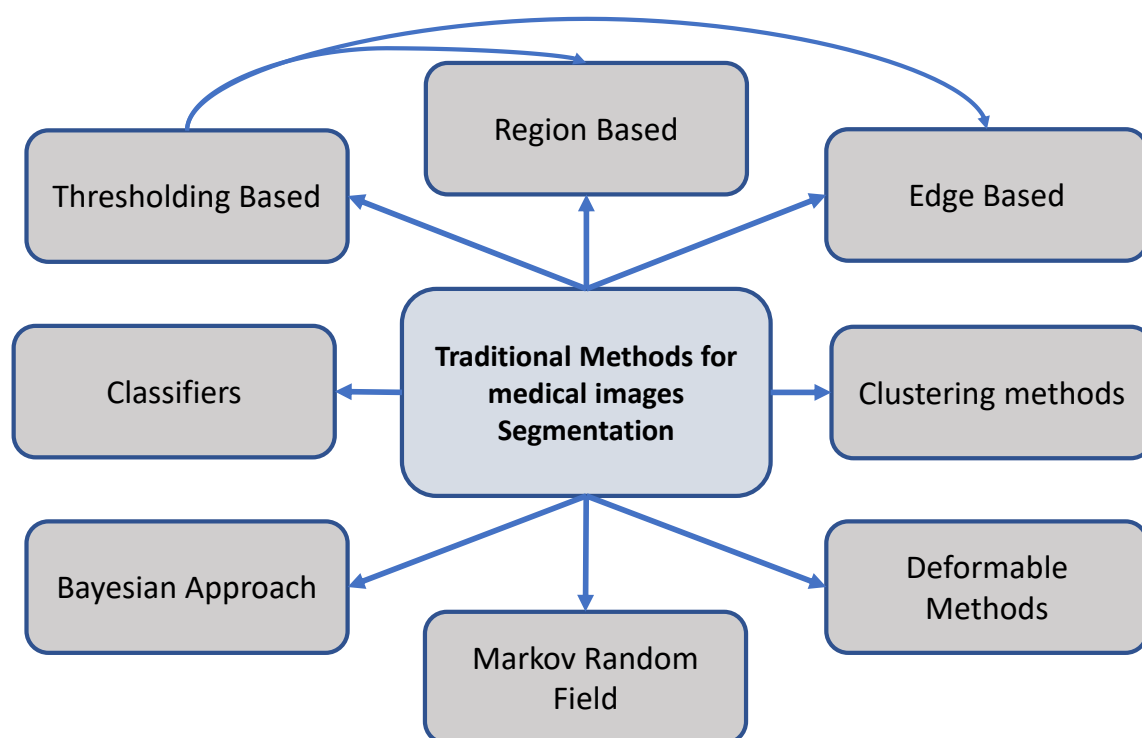 Region Based
Thresholding Based
Edge Based
Traditional Methods for
medical images
Segmentation
Classifiers
Clustering methods
Bayesian Approach
Deformable
Methods
Markov Random
Field